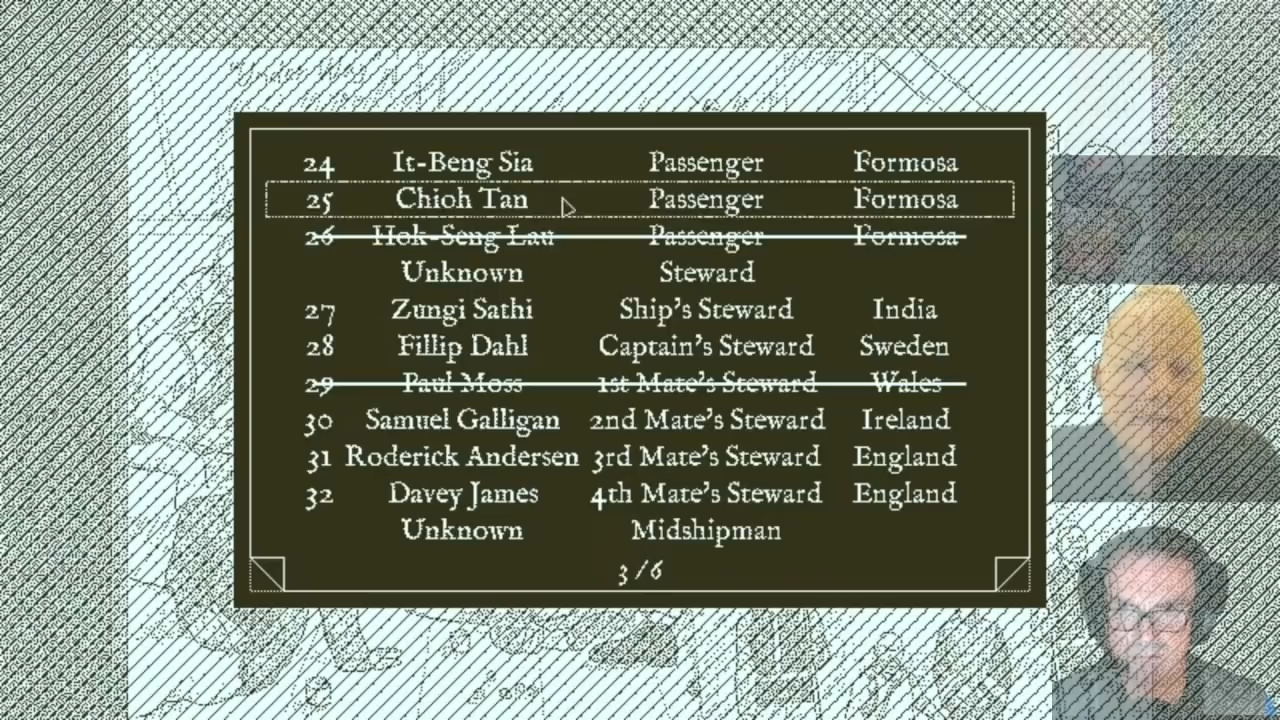 24 It-Beng Sia Passenger Formosa
25 Chioh Tan Passenger Formosa
26 Hok-Seng Lau Passenger Formosa
Unknown Steward
27 Zungi Sathi Ship's Steward India
28 Fillip Dahl Captain's Steward Sweden
29 Paul Moss 1st Mate's Steward Wales
30 Samuel Galligan 2nd Mate's Steward Ireland
31 Roderick Andersen 3rd Mate's Steward England
32 Davey James 4th Mate's Steward England
Unknown Midshipman
3/6